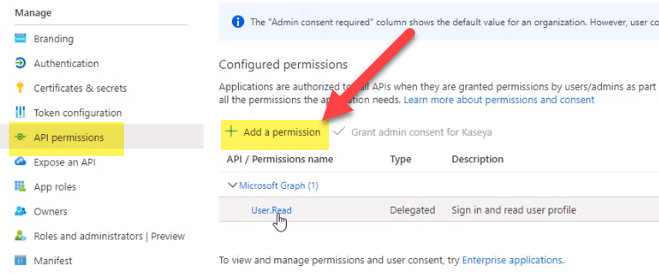 Manage
Branding
Authentication
Certificates & secrets
Token configuration
API permissions
Expose an API
App roles
Owners
Roles and administrators | Preview
Manifest
The "Admin consent required" column shows the default value for an organization. However, user co
Configured permissions
Applications are authorized to call APIs when they are granted permissions by users/admins as part
all the permissions the application needs. Learn more about permissions and consent
Add a permission Grant admin consent for Kaseya
API / Permissions name Type Description
Microsoft Graph (1)
User.Read Delegated Sign in and read user profile
To view and manage permissions and user consent, try Enterprise applications.